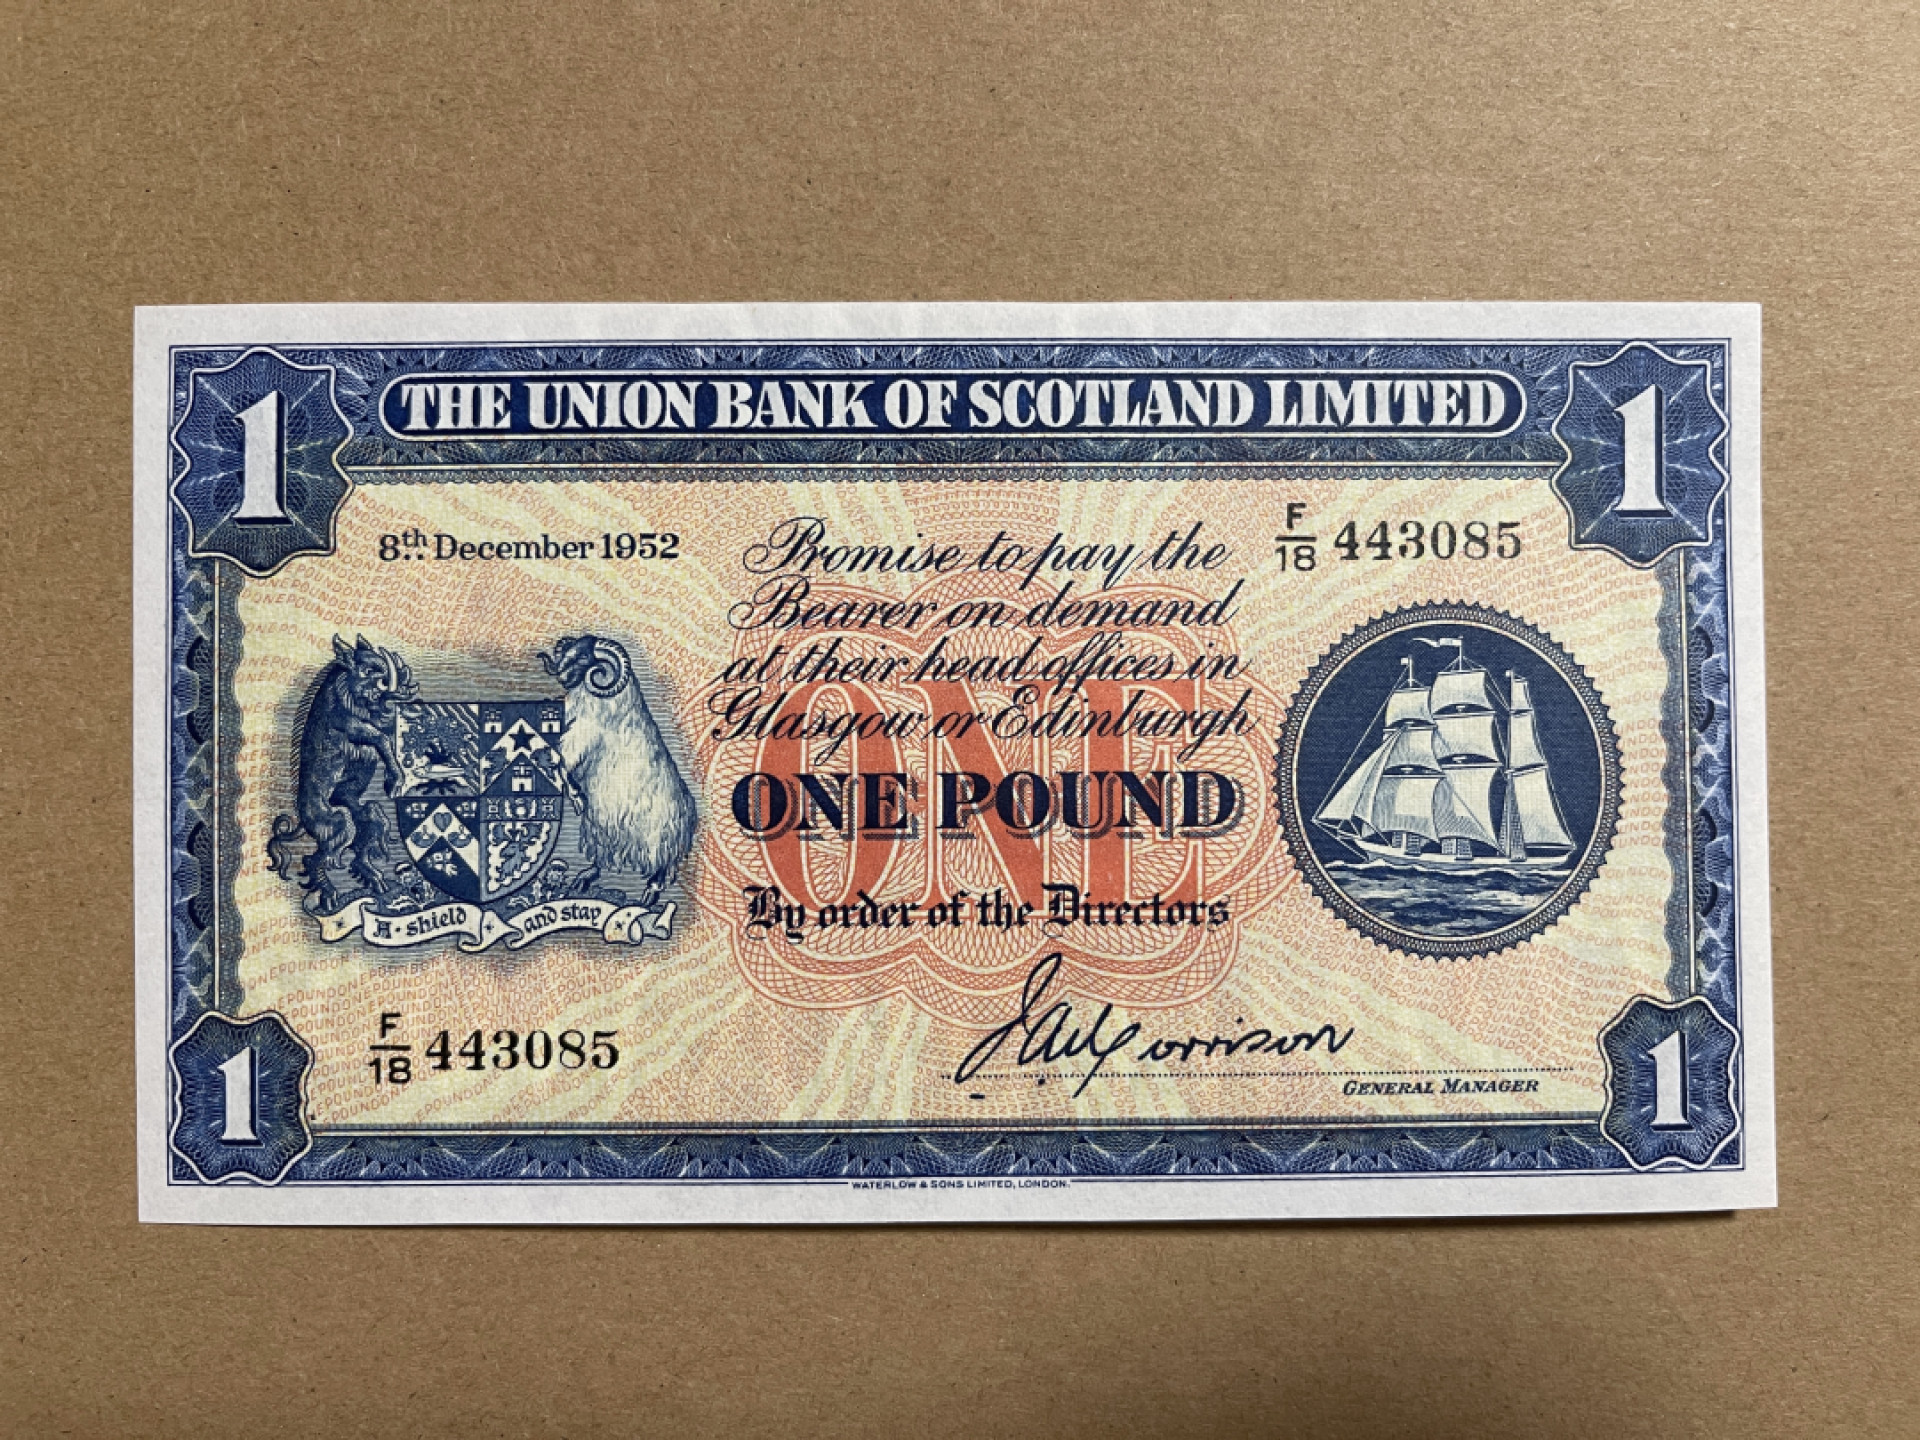 THE UNION BANK OF SCOTLAND LIMITED
1
1
8th December 1952
F/18 443085
Promise to pay the
Bearer on demand
at their head offices in
Glasgow or Edinburgh
ONE
ONE POUND
By order of the Directors
A · shield and stay
F/18 443085
J A Morrison
GENERAL MANAGER
1
1
WATERLOW & SONS LIMITED, LONDON.